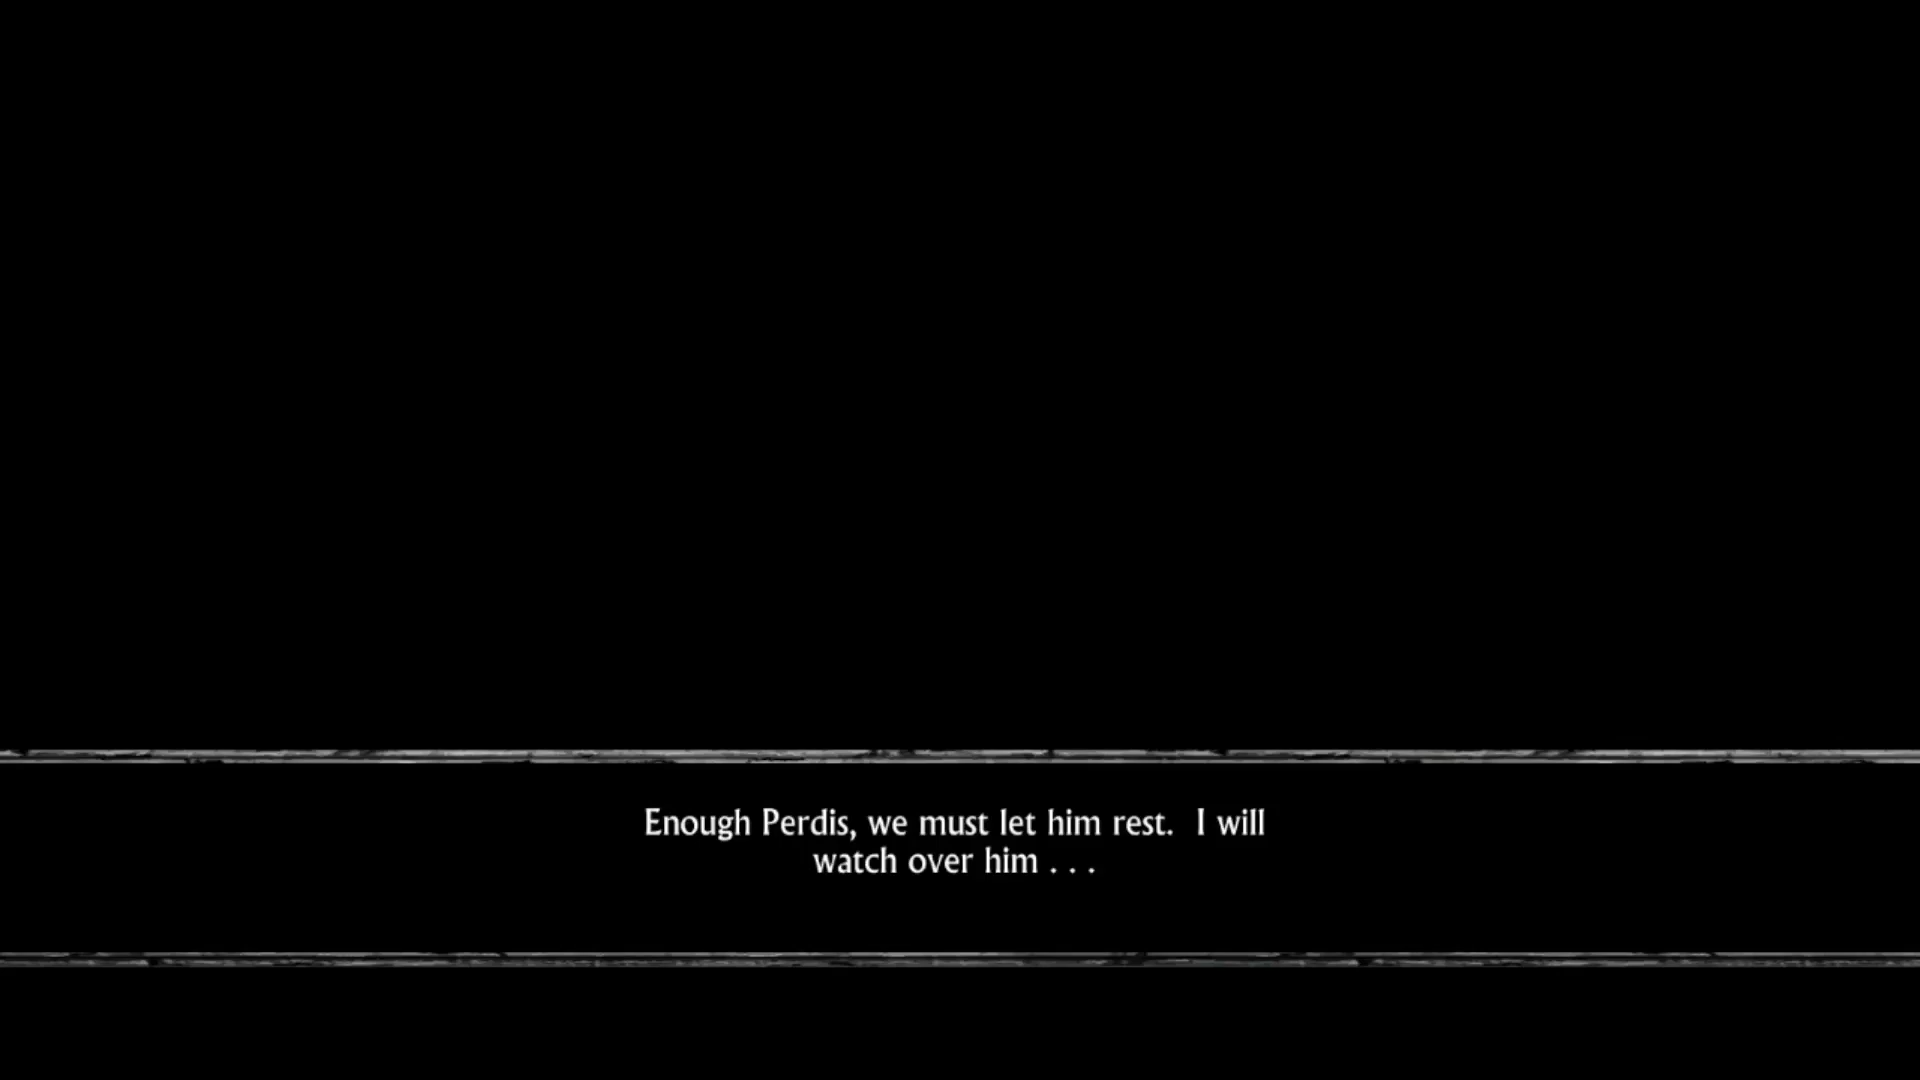 Enough Perdis, we must let him rest.  I will
watch over him . . .